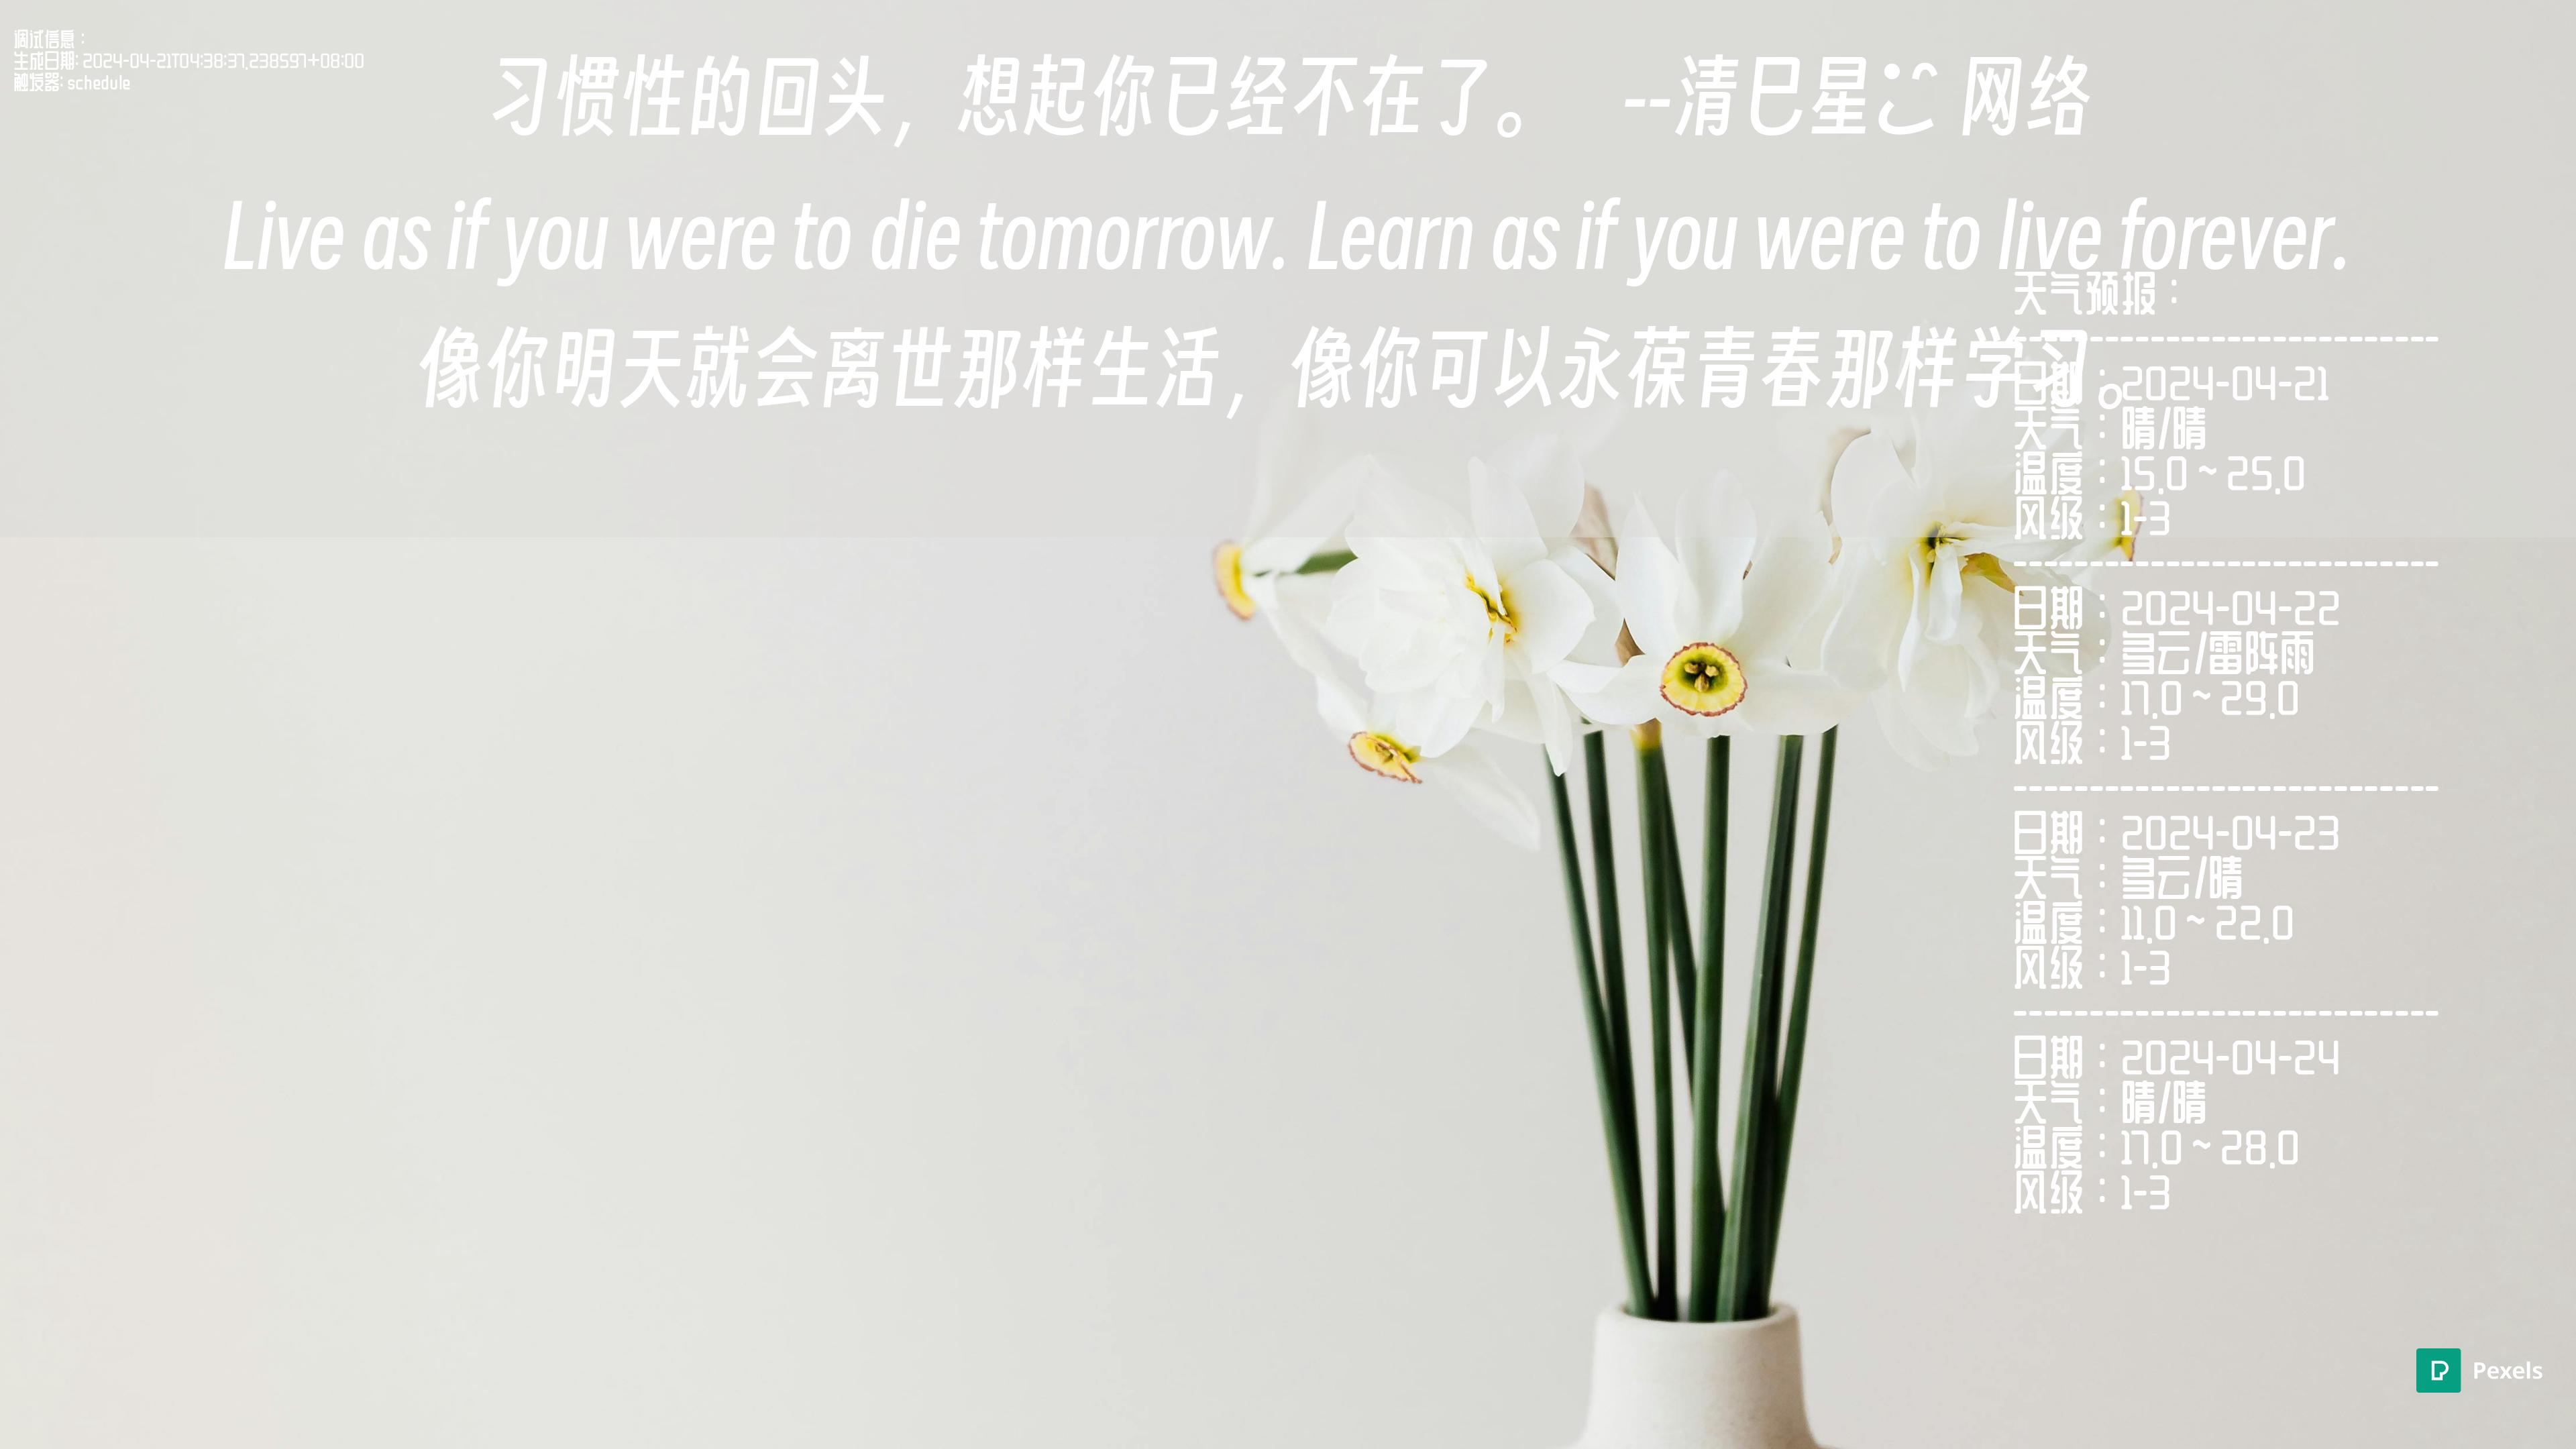 调试信息：
生成日期: 2024-04-21T04:38:37.238597+08:00
触发器: schedule
习惯性的回头，想起你已经不在了。 --清巳星ツ 网络
Live as if you were to die tomorrow. Learn as if you were to live forever.
像你明天就会离世那样生活，像你可以永葆青春那样学习。
天气预报：
----------------------------
日期：2024-04-21
天气：晴/晴
温度：15.0 ~ 25.0
风级：1-3
----------------------------
日期：2024-04-22
天气：多云/雷阵雨
温度：17.0 ~ 29.0
风级：1-3
----------------------------
日期：2024-04-23
天气：多云/晴
温度：11.0 ~ 22.0
风级：1-3
----------------------------
日期：2024-04-24
天气：晴/晴
温度：17.0 ~ 28.0
风级：1-3
Pexels